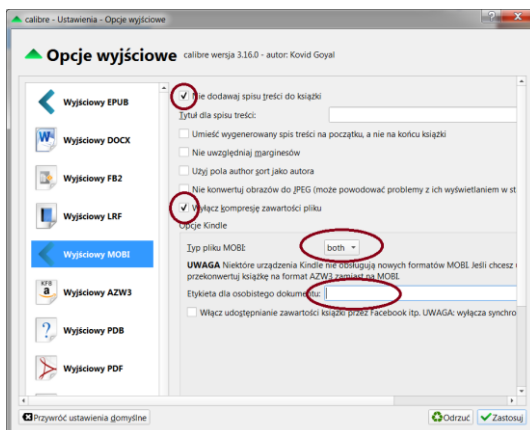 calibre - Ustawienia - Opcje wyjściowe
Opcje wyjściowe calibre wersja 3.16.0 - autor: Kovid Goyal
Wyjściowy EPUB
Wyjściowy DOCX
Wyjściowy FB2
Wyjściowy LRF
Wyjściowy MOBI
Wyjściowy AZW3
Wyjściowy PDB
Wyjściowy PDF
Nie dodawaj spisu treści do książki
Tytuł dla spisu treści:
Umieść wygenerowany spis treści na początku, a nie na końcu książki
Nie uwzględniaj marginesów
Użyj pola author sort jako autora
Nie konwertuj obrazów do JPEG (może powodować problemy z ich wyświetlaniem w st
Wyłącz kompresję zawartości pliku
Opcje Kindle
Typ pliku MOBI: both
UWAGA Niektóre urządzenia Kindle nie obsługują nowych formatów MOBI. Jeśli chcesz
przekonwertuj książkę na format AZW3 zamiast na MOBI.
Etykieta dla osobistego dokumentu:
Włącz udostępnianie zawartości książki przez Facebook itp. UWAGA: wyłącza synchro
Przywróć ustawienia domyślne
Odrzuć
Zastosuj